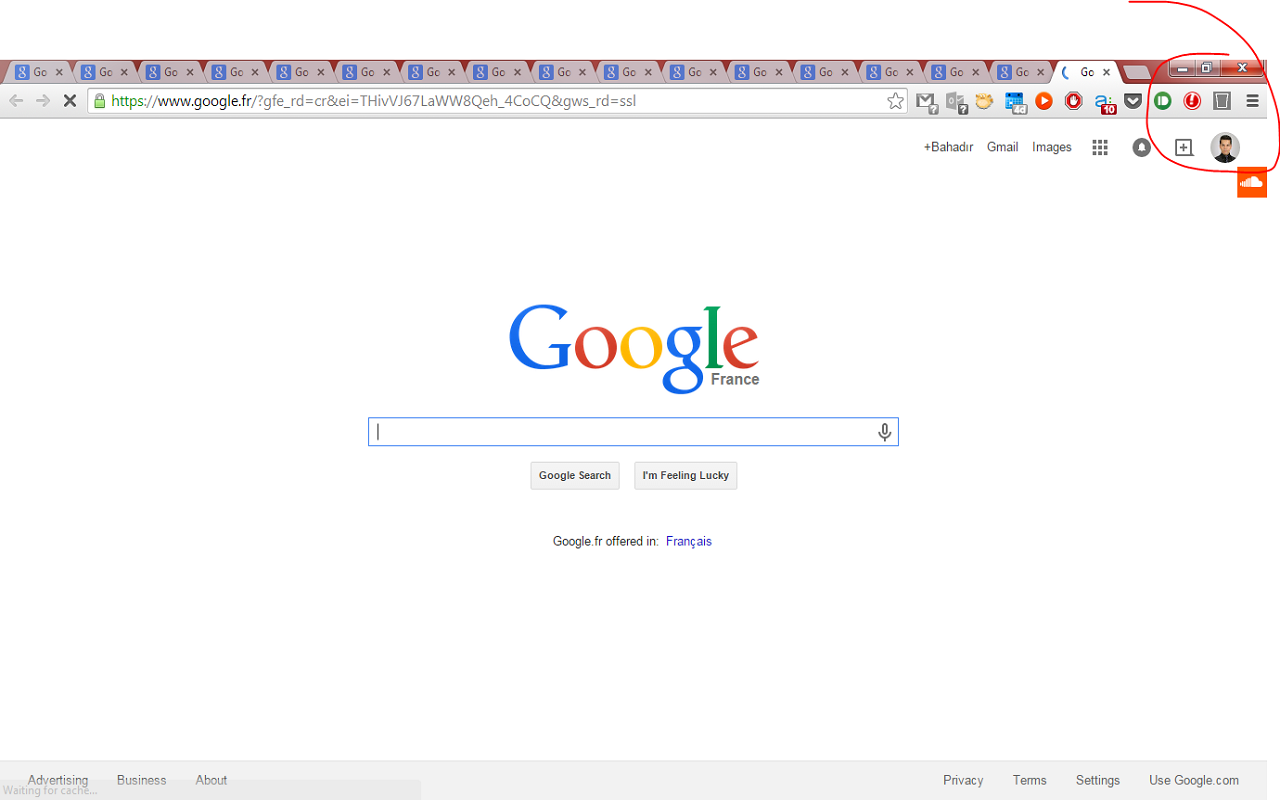 Go Go Go Go Go Go Go Go Go Go Go Go Go Go Go Go Go
https://www.google.fr/?gfe_rd=cr&ei=THivVJ67LaWW8Qeh_4CoCQ&gws_rd=ssl
? ? 43 a: 10
+Bahadır Gmail Images
Google
France
Google Search I'm Feeling Lucky
Google.fr offered in: Français
Advertising Business About Privacy Terms Settings Use Google.com
Waiting for cache...